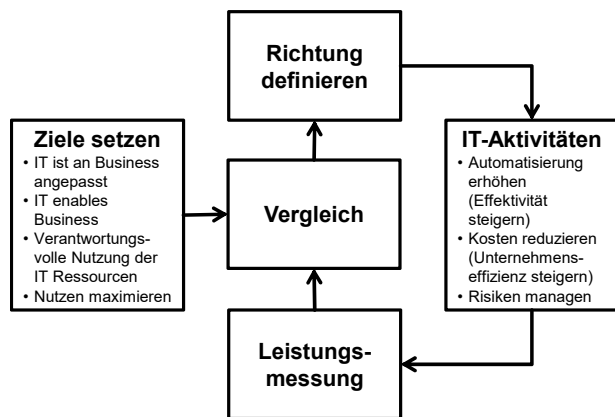 Richtung
definieren
Ziele setzen
• IT ist an Business
angepasst
• IT enables
Business
• Verantwortungs-
volle Nutzung der
IT Ressourcen
• Nutzen maximieren
Vergleich
IT-Aktivitäten
• Automatisierung
erhöhen
(Effektivität
steigern)
• Kosten reduzieren
(Unternehmens-
effizienz steigern)
• Risiken managen
Leistungs-
messung